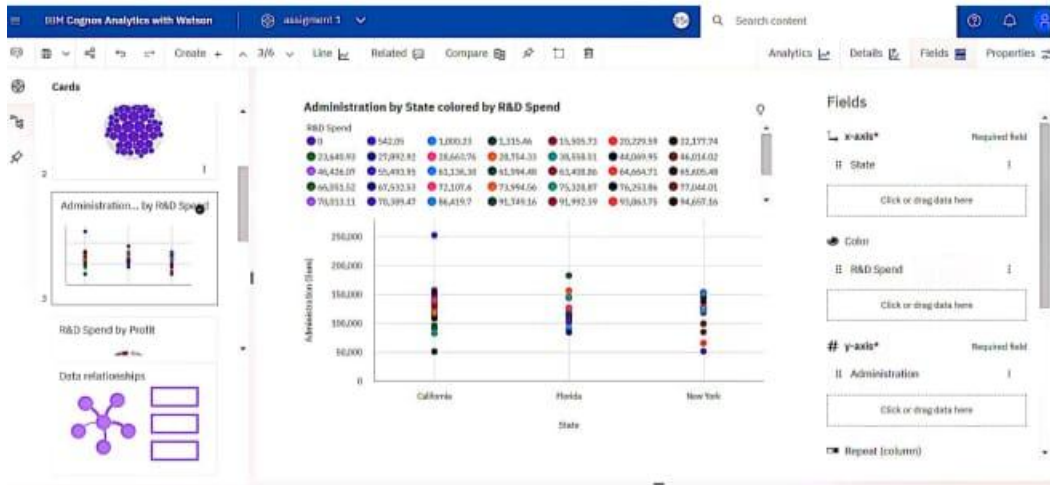 IBM Cognos Analytics with Watson
assigment 1
Search content
Create +
3/6
Line
Related
Compare
Analytics
Details
Fields
Properties
Cards
2
Administration... by R&D Spend
3
R&D Spend by Profit
Data relationships
Administration by State colored by R&D Spend
R&D Spend
0 542.05 1,000.23 1,315.46 15,505.73 20,229.59 22,177.74
23,640.93 27,892.92 28,663.76 28,754.33 38,558.51 44,069.95 46,014.02
46,426.07 55,493.95 61,136.38 61,994.48 63,408.86 64,664.71 65,605.48
66,051.52 67,532.53 72,107.6 73,994.56 75,328.87 76,253.86 77,044.01
78,013.11 78,389.47 86,419.7 91,749.16 91,992.39 93,863.75 94,657.16
Administration (Sum)
250,000
200,000
150,000
100,000
50,000
0
California
Florida
New York
State
Fields
x-axis*
Required field
State
Click or drag data here
Color
R&D Spend
Click or drag data here
# y-axis*
Required field
Administration
Click or drag data here
Repeat (column)